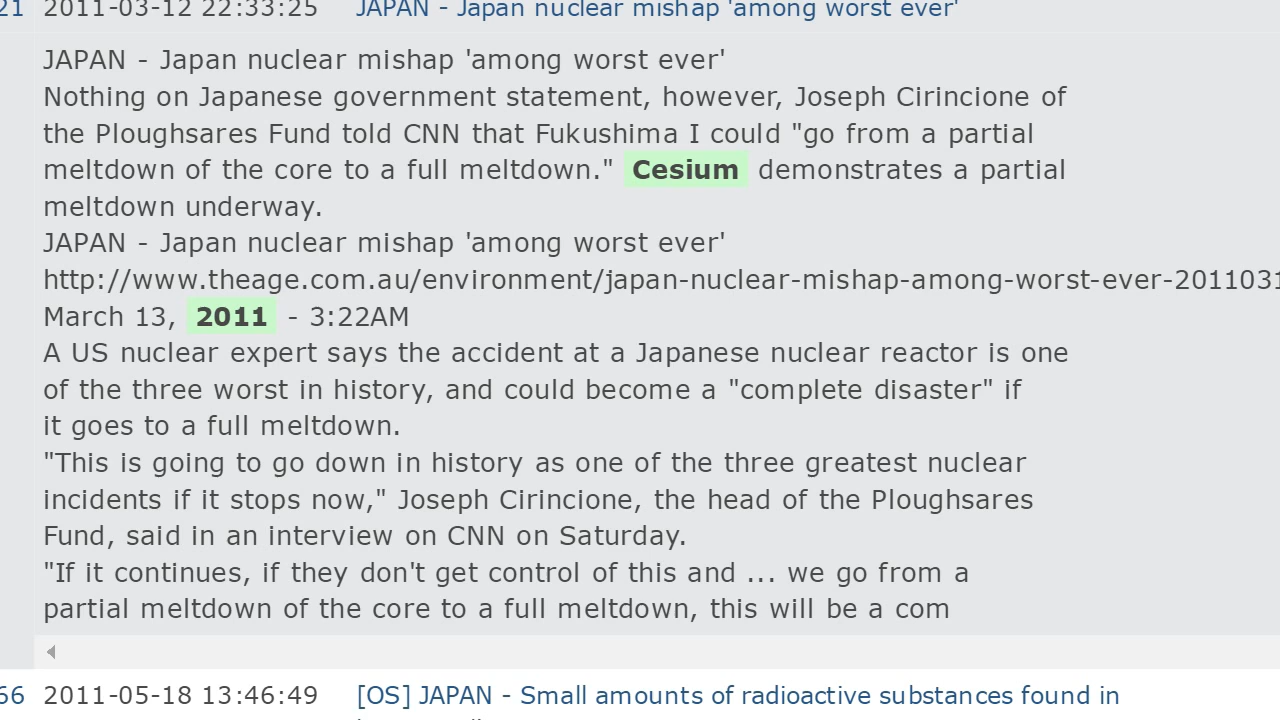 21 2011-03-12 22:33:25 JAPAN - Japan nuclear mishap 'among worst ever'
JAPAN - Japan nuclear mishap 'among worst ever'
Nothing on Japanese government statement, however, Joseph Cirincione of
the Ploughsares Fund told CNN that Fukushima I could "go from a partial
meltdown of the core to a full meltdown." Cesium demonstrates a partial
meltdown underway.
JAPAN - Japan nuclear mishap 'among worst ever'
http://www.theage.com.au/environment/japan-nuclear-mishap-among-worst-ever-2011031
March 13, 2011 - 3:22AM
A US nuclear expert says the accident at a Japanese nuclear reactor is one
of the three worst in history, and could become a "complete disaster" if
it goes to a full meltdown.
"This is going to go down in history as one of the three greatest nuclear
incidents if it stops now," Joseph Cirincione, the head of the Ploughsares
Fund, said in an interview on CNN on Saturday.
"If it continues, if they don't get control of this and ... we go from a
partial meltdown of the core to a full meltdown, this will be a com
66 2011-05-18 13:46:49 [OS] JAPAN - Small amounts of radioactive substances found in